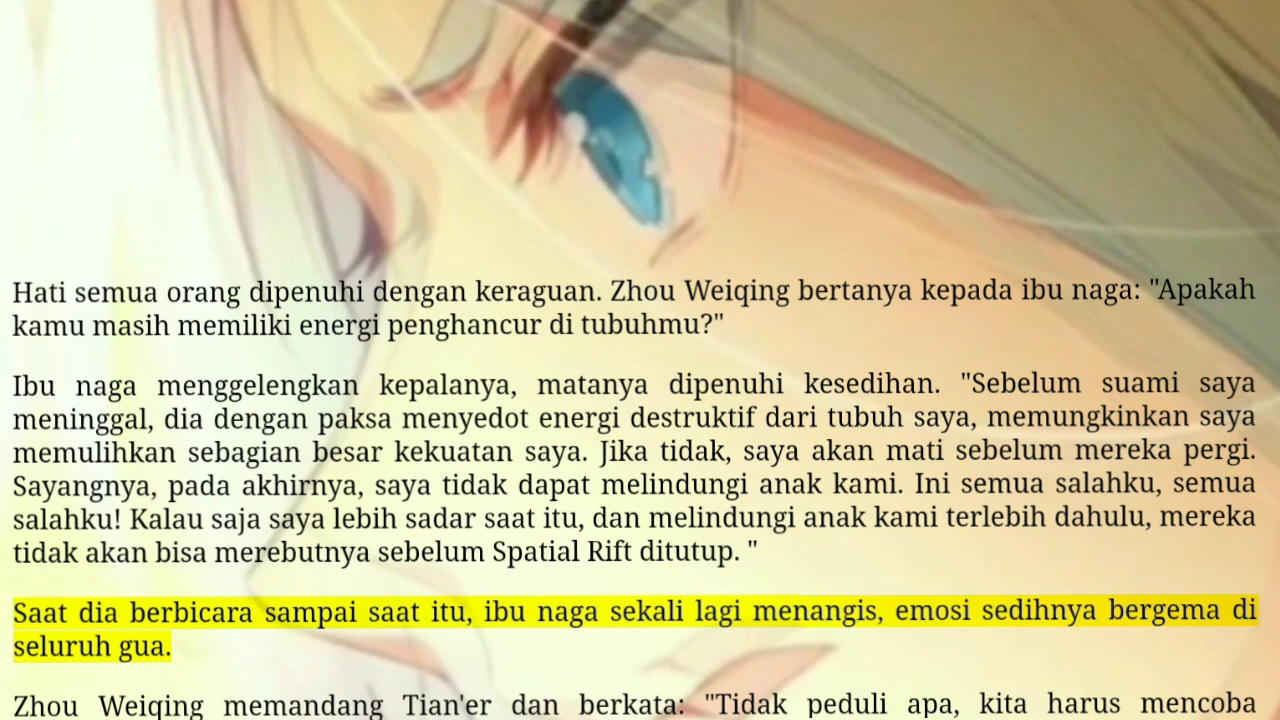 Hati semua orang dipenuhi dengan keraguan. Zhou Weiqing bertanya kepada ibu naga: "Apakah
kamu masih memiliki energi penghancur di tubuhmu?"
Ibu naga menggelengkan kepalanya, matanya dipenuhi kesedihan. "Sebelum suami saya
meninggal, dia dengan paksa menyedot energi destruktif dari tubuh saya, memungkinkan saya
memulihkan sebagian besar kekuatan saya. Jika tidak, saya akan mati sebelum mereka pergi.
Sayangnya, pada akhirnya, saya tidak dapat melindungi anak kami. Ini semua salahku, semua
salahku! Kalau saja saya lebih sadar saat itu, dan melindungi anak kami terlebih dahulu, mereka
tidak akan bisa merebutnya sebelum Spatial Rift ditutup. "
Saat dia berbicara sampai saat itu, ibu naga sekali lagi menangis, emosi sedihnya bergema di
seluruh gua.
Zhou Weiqing memandang Tian'er dan berkata: "Tidak peduli apa, kita harus mencoba